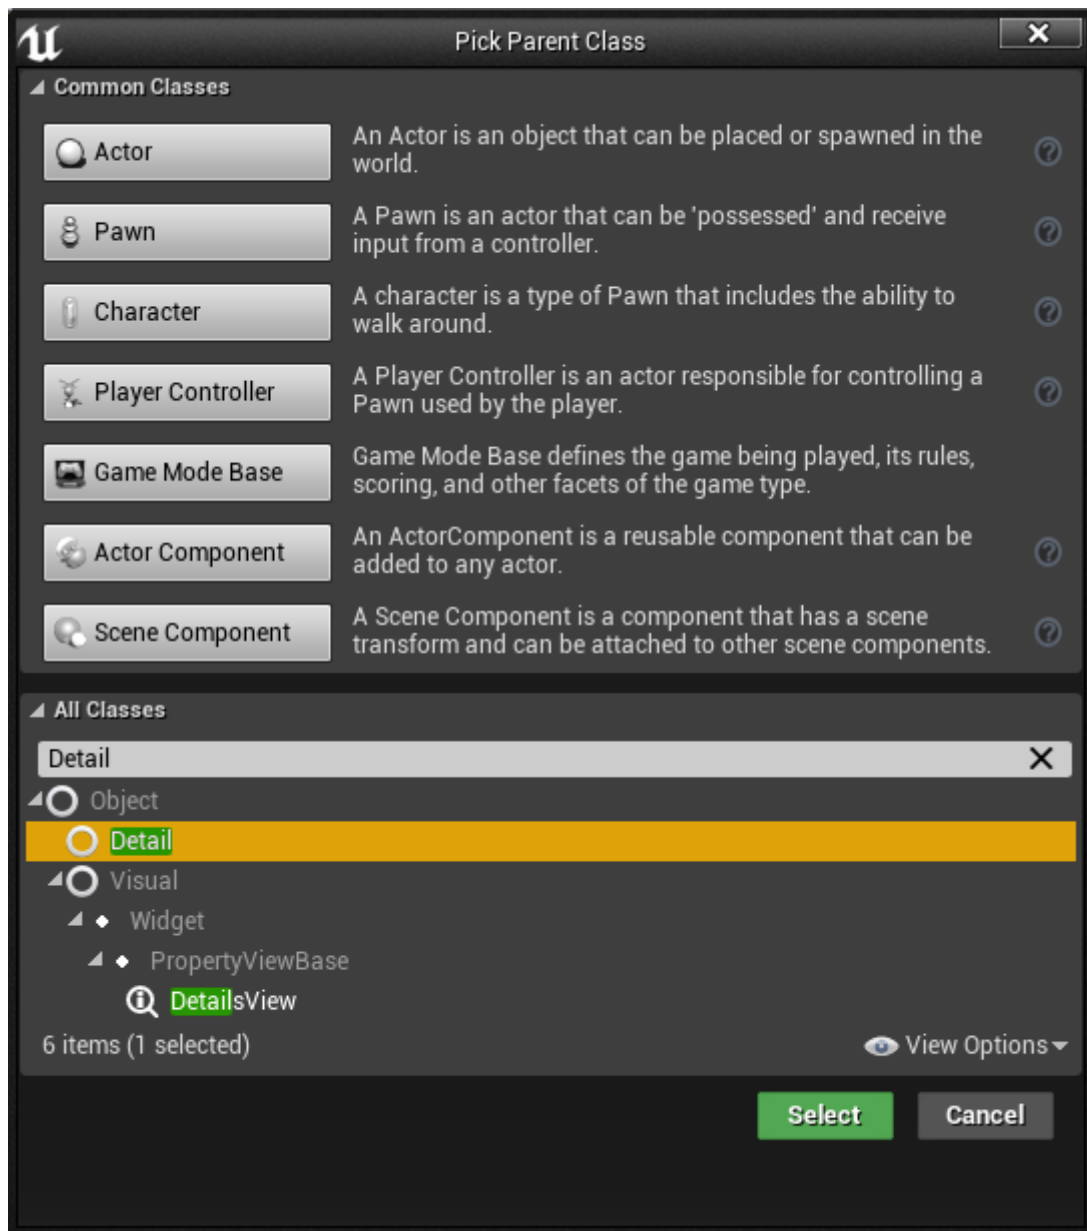 Pick Parent Class
Common Classes
Actor
An Actor is an object that can be placed or spawned in the
world.
Pawn
A Pawn is an actor that can be 'possessed' and receive
input from a controller.
Character
A character is a type of Pawn that includes the ability to
walk around.
Player Controller
A Player Controller is an actor responsible for controlling a
Pawn used by the player.
Game Mode Base
Game Mode Base defines the game being played, its rules,
scoring, and other facets of the game type.
Actor Component
An ActorComponent is a reusable component that can be
added to any actor.
Scene Component
A Scene Component is a component that has a scene
transform and can be attached to other scene components.
All Classes
Detail
Object
Detail
Visual
Widget
PropertyViewBase
DetailsView
6 items (1 selected)
View Options
Select
Cancel